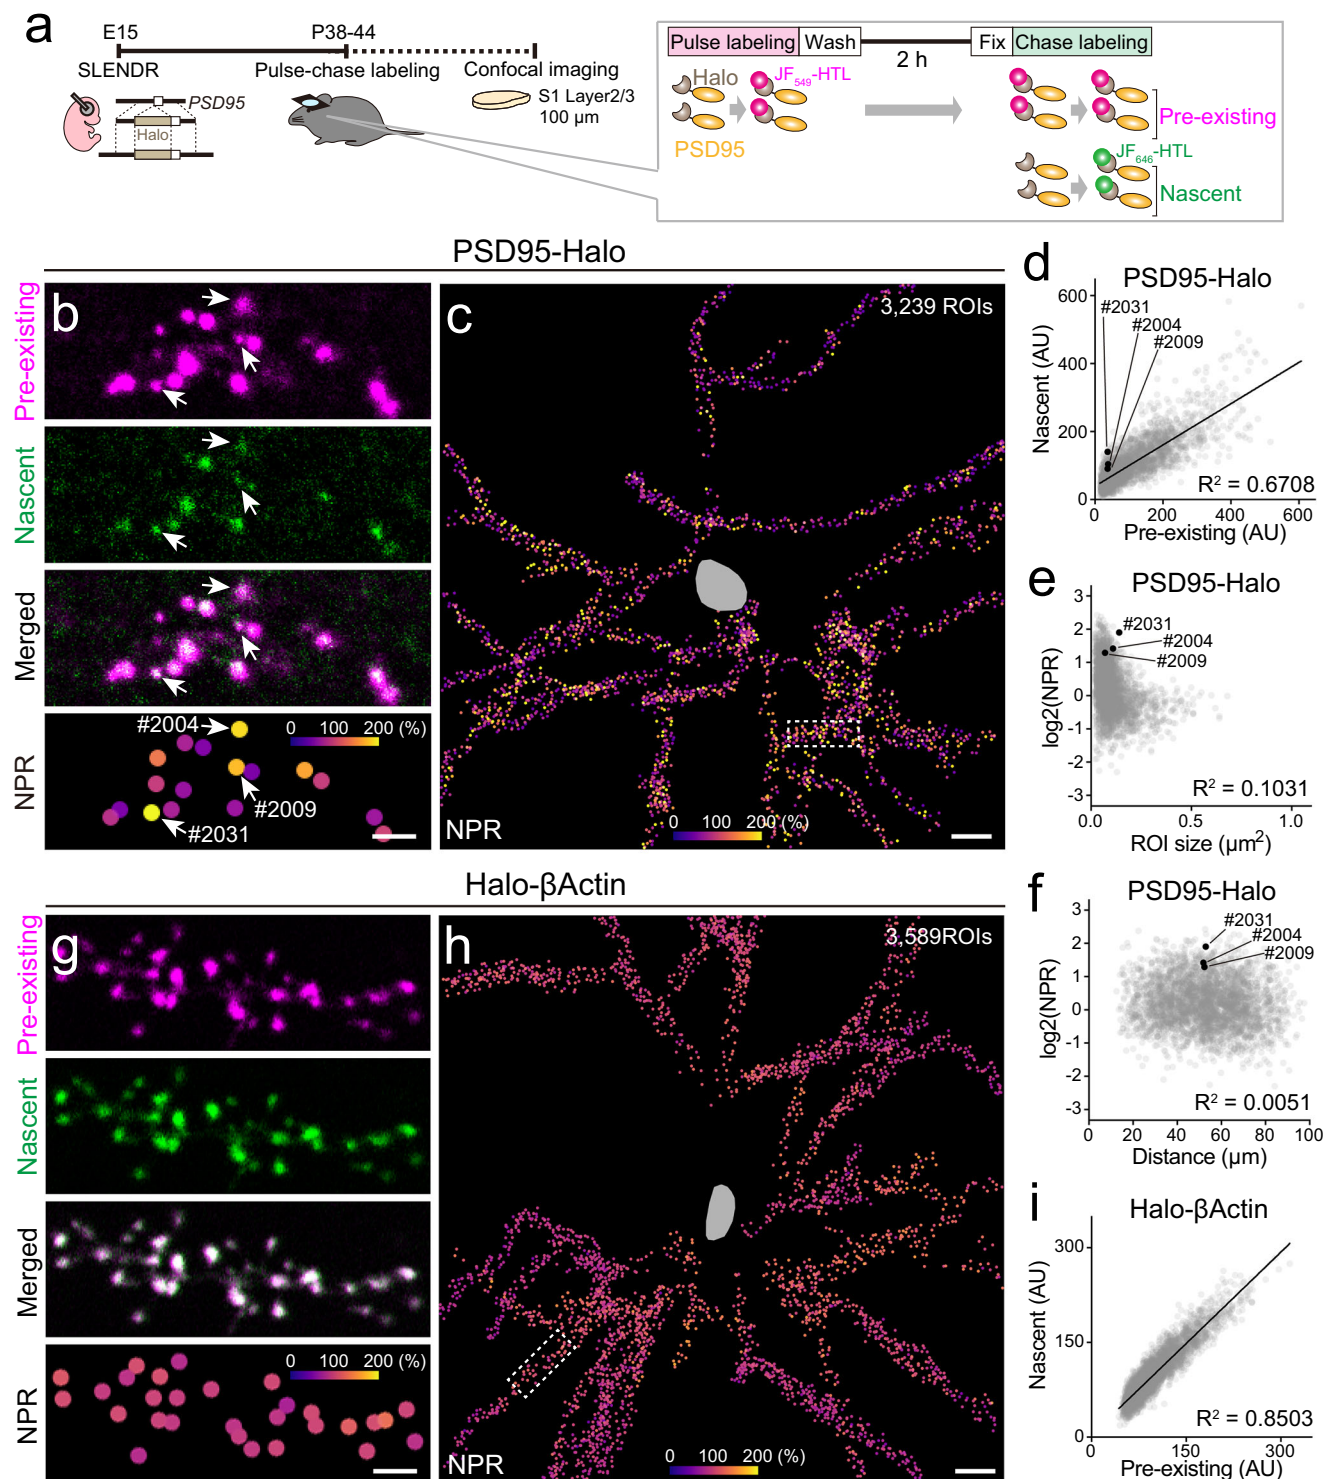 a
E15
P38-44
SLENDR
Pulse-chase labeling
Confocal imaging
PSD95
Halo
S1 Layer2/3
100 µm
Pulse labeling
Wash
2 h
Fix
Chase labeling
Halo
JF549-HTL
PSD95
Pre-existing
JF646-HTL
Nascent
PSD95-Halo
b
Pre-existing
Nascent
Merged
NPR
#2004
0 100 200 (%)
#2009
#2031
c
3,239 ROIs
0 100 200 (%)
NPR
d
PSD95-Halo
600
400
200
0
Nascent (AU)
#2031
#2004
#2009
R² = 0.6708
0 200 400 600
Pre-existing (AU)
e
PSD95-Halo
3
2
1
0
-1
-2
-3
log2(NPR)
#2031
#2004
#2009
R² = 0.1031
0.0 0.5 1.0
ROI size (µm²)
f
PSD95-Halo
3
2
1
0
-1
-2
-3
log2(NPR)
#2031
#2004
#2009
R² = 0.0051
0 20 40 60 80 100
Distance (µm)
Halo-βActin
g
Pre-existing
Nascent
Merged
NPR
0 100 200 (%)
h
3,589ROIs
0 100 200 (%)
NPR
i
Halo-βActin
300
150
0
Nascent (AU)
R² = 0.8503
0 150 300
Pre-existing (AU)